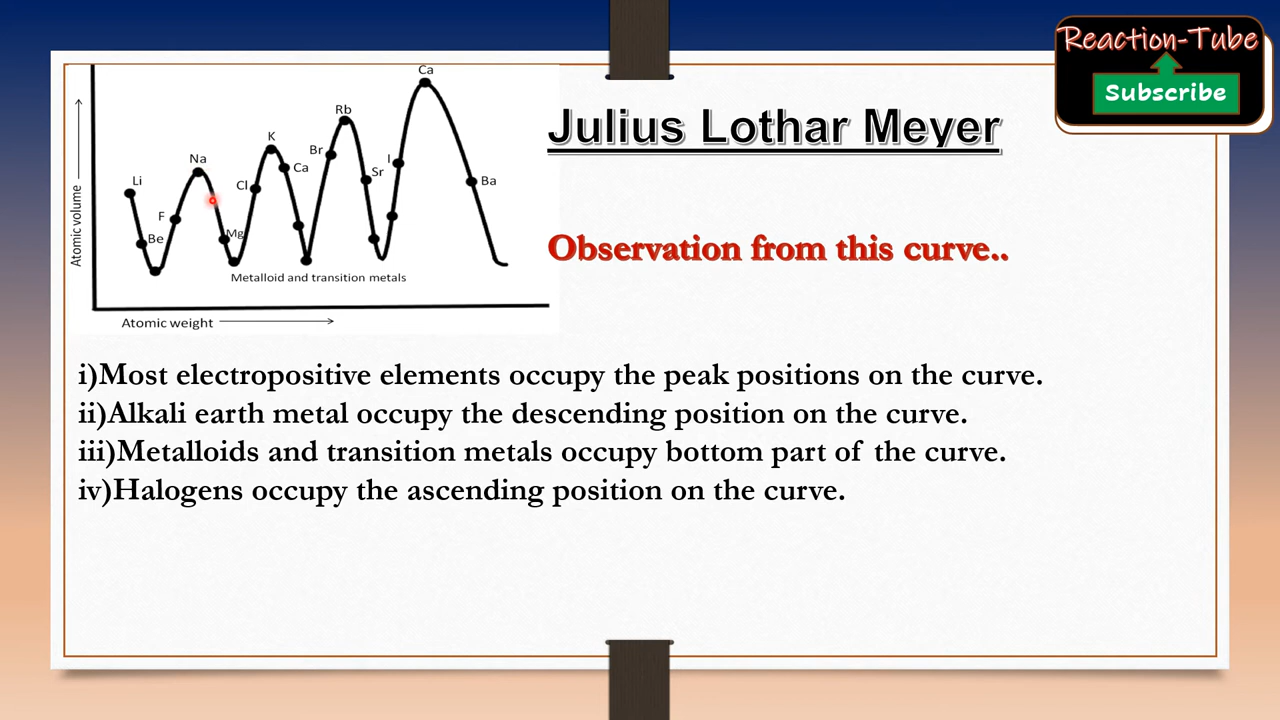 Reaction-Tube
Subscribe
Julius Lothar Meyer
Observation from this curve..
Atomic volume
Li
Be
F
Na
Mg
Cl
K
Ca
Br
Rb
Sr
I
Ca
Ba
Metalloid and transition metals
Atomic weight
i)Most electropositive elements occupy the peak positions on the curve.
ii)Alkali earth metal occupy the descending position on the curve.
iii)Metalloids and transition metals occupy bottom part of the curve.
iv)Halogens occupy the ascending position on the curve.